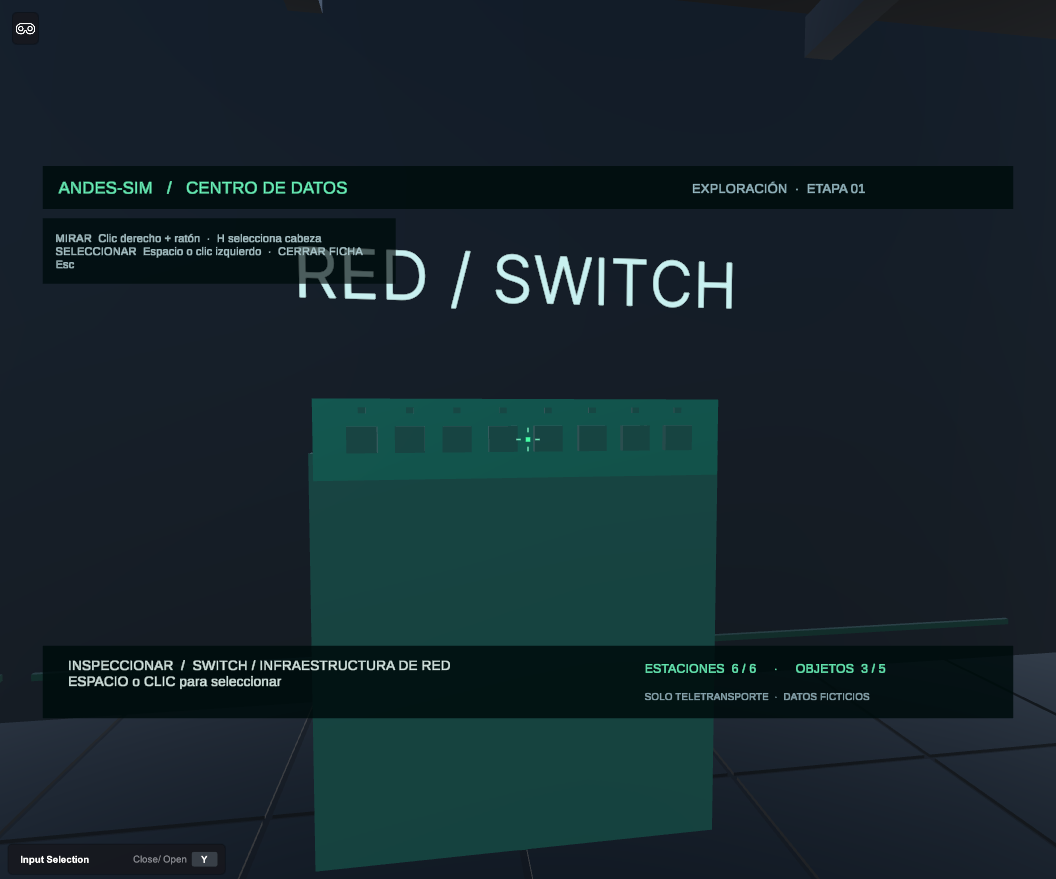 ANDES-SIM / CENTRO DE DATOS
EXPLORACIÓN · ETAPA 01
MIRAR Clic derecho + ratón · H selecciona cabeza
SELECCIONAR Espacio o clic izquierdo · CERRAR FICHA
Esc
RED / SWITCH
INSPECCIONAR / SWITCH / INFRAESTRUCTURA DE RED
ESPACIO o CLIC para seleccionar
ESTACIONES 6 / 6 · OBJETOS 3 / 5
SOLO TELETRANSPORTE · DATOS FICTICIOS
Input Selection Close/ Open Y